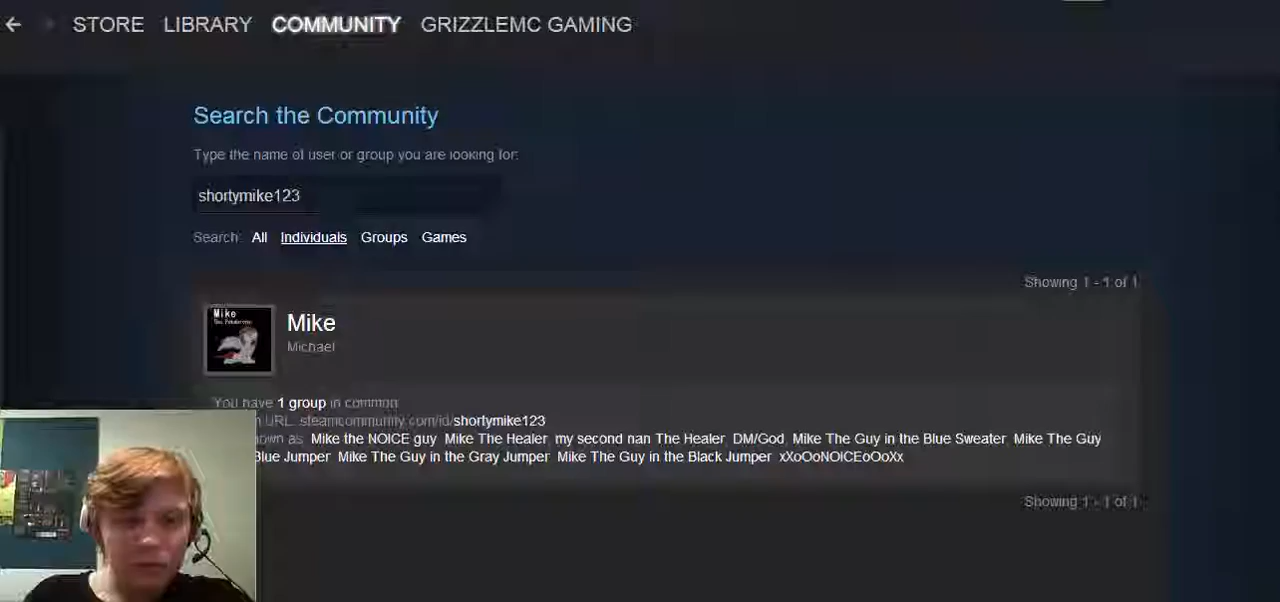 STORE LIBRARY COMMUNITY GRIZZLEMC GAMING
Search the Community
Type the name of user or group you are looking for:
shortymike123
Search: All Individuals Groups Games
Showing 1 - 1 of 1
Mike
Mike
Michael
You have 1 group in common
URL: steamcommunity.com/id/shortymike123
as: Mike the NOICE guy, Mike The Healer, my second nan The Healer, DM/God, Mike The Guy in the Blue Sweater, Mike The Guy
Blue Jumper, Mike The Guy in the Gray Jumper, Mike The Guy in the Black Jumper, xXoOoNOICEoOoXx
Showing 1 - 1 of 1